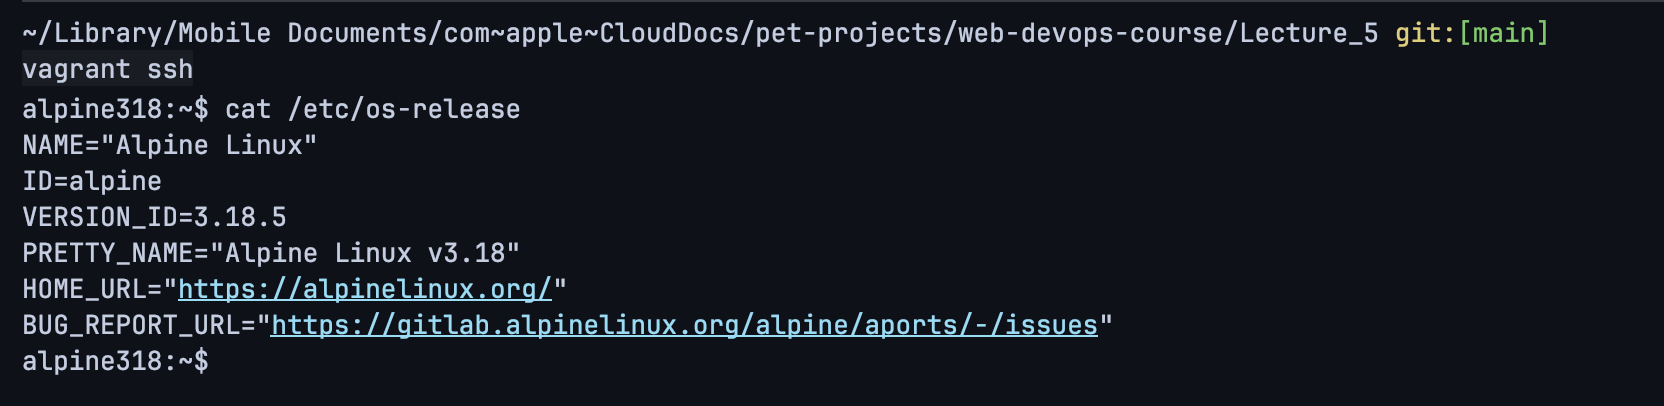 ~/Library/Mobile Documents/com~apple~CloudDocs/pet-projects/web-devops-course/Lecture_5 git:[main]
vagrant ssh
alpine318:~$ cat /etc/os-release
NAME="Alpine Linux"
ID=alpine
VERSION_ID=3.18.5
PRETTY_NAME="Alpine Linux v3.18"
HOME_URL="https://alpinelinux.org/"
BUG_REPORT_URL="https://gitlab.alpinelinux.org/alpine/aports/-/issues"
alpine318:~$